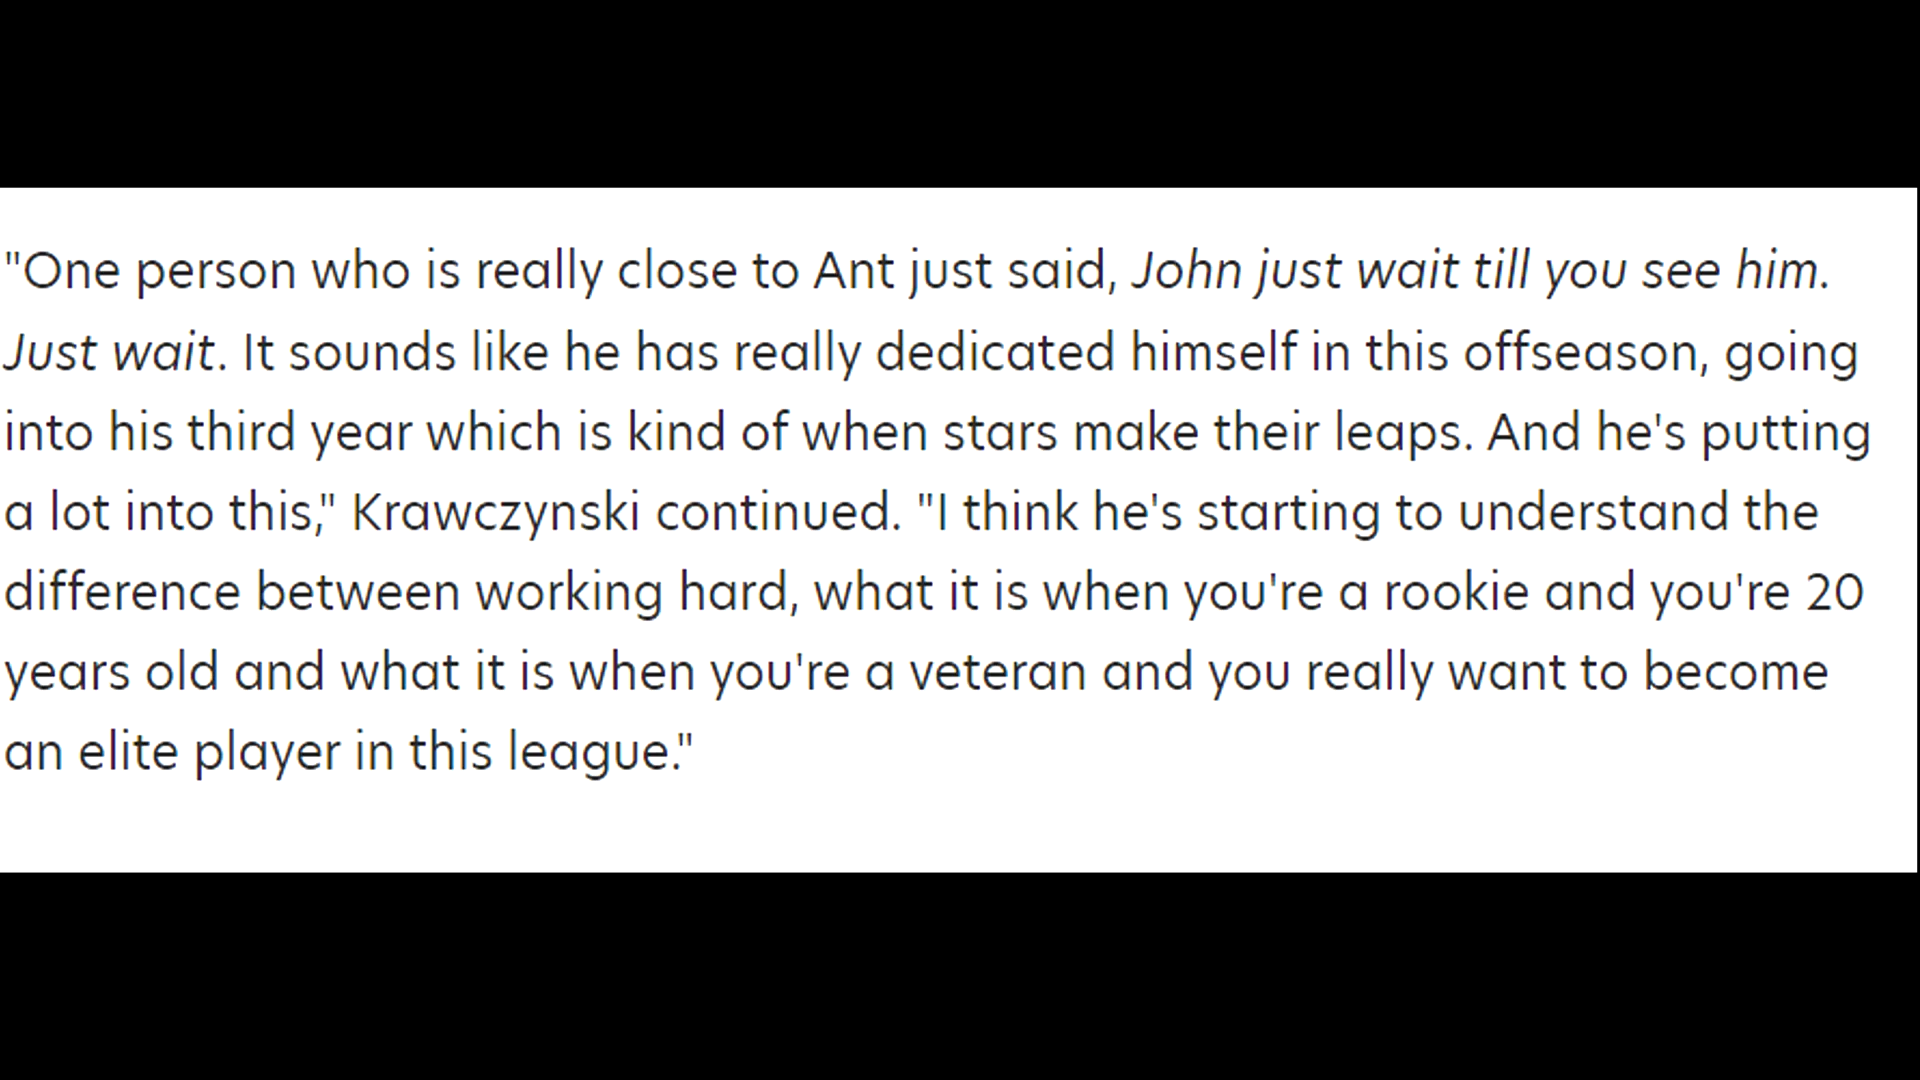 "One person who is really close to Ant just said, John just wait till you see him.
Just wait. It sounds like he has really dedicated himself in this offseason, going
into his third year which is kind of when stars make their leaps. And he's putting
a lot into this," Krawczynski continued. "I think he's starting to understand the
difference between working hard, what it is when you're a rookie and you're 20
years old and what it is when you're a veteran and you really want to become
an elite player in this league."